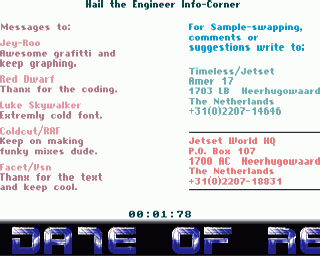 Hail the Engineer Info-Corner
Messages to:
Jey-Roo
Awesome grafitti and
keep graphing.
Red Dwarf
Thanx for the coding.
Luke Skywalker
Extremly cold font.
Coldcut/RAF
Keep on making
funky mixes dude.
Facet/Vsn
Thanx for the text
and keep cool.
For Sample-swapping,
comments or
suggestions write to:
Timeless/Jetset
Amer 17
1703 LB  Heerhugowaard
The Netherlands
+31(0)2207-14646
Jetset World HQ
P.O. Box 107
1700 AC  Heerhugowaard
The Netherlands
+31(0)2207-18831
00:01:78
DATE OF RE